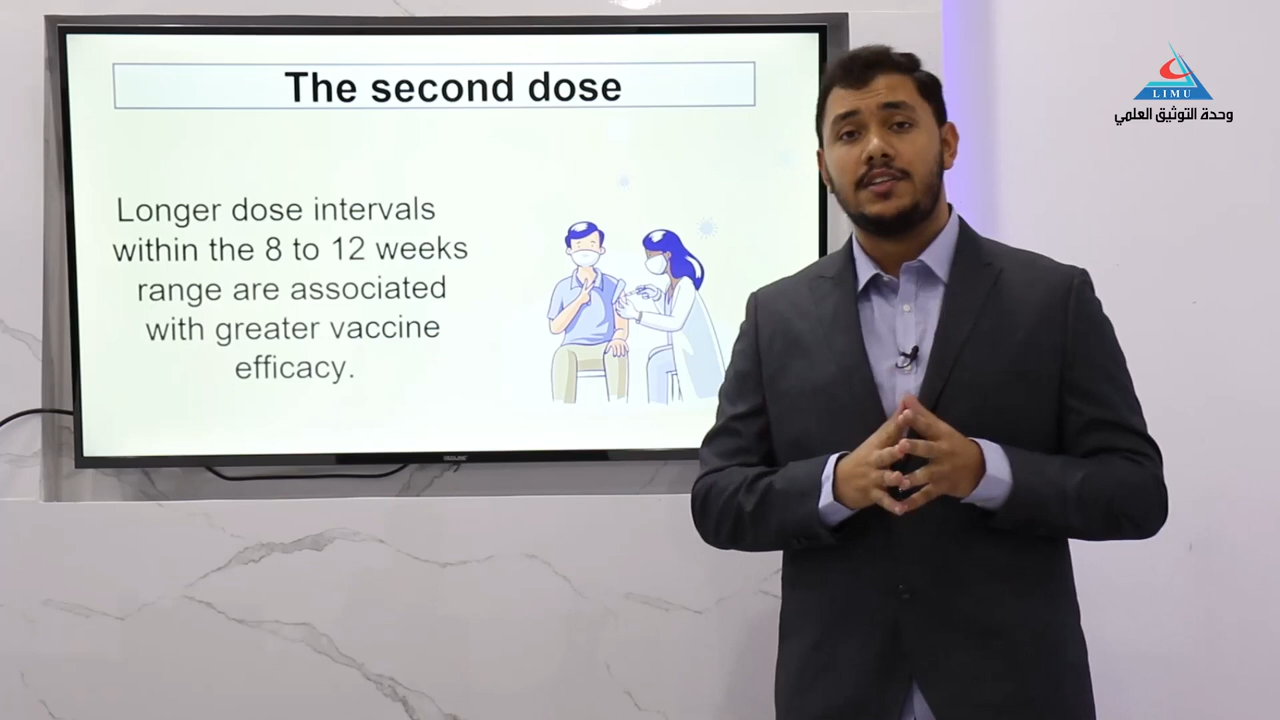 The second dose
Longer dose intervals
within the 8 to 12 weeks
range are associated
with greater vaccine
efficacy.
LIMU
وحدة التوثيق العلمي